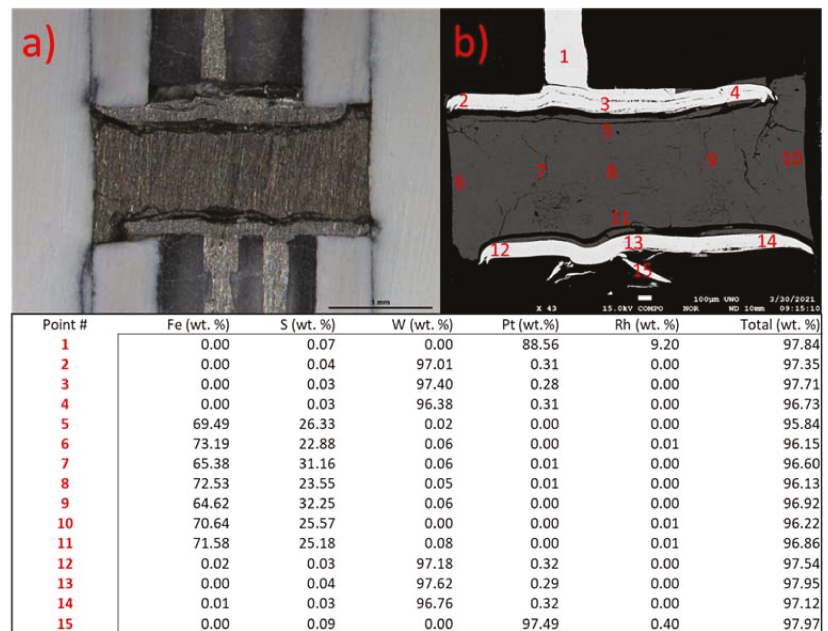 a)
b)
1
2
3
4
5
6
7
8
9
10
11
12
13
14
15
1 mm
100μm UWO 3/30/2021
X 43 15.0kV COMPO NOR WD 10mm 09:15:10
Point # Fe (wt. %) S (wt. %) W (wt. %) Pt (wt.%) Rh (wt. %) Total (wt. %)
1 0.00 0.07 0.00 88.56 9.20 97.84
2 0.00 0.04 97.01 0.31 0.00 97.35
3 0.00 0.03 97.40 0.28 0.00 97.71
4 0.00 0.03 96.38 0.31 0.00 96.73
5 69.49 26.33 0.02 0.00 0.00 95.84
6 73.19 22.88 0.06 0.00 0.01 96.15
7 65.38 31.16 0.06 0.01 0.00 96.60
8 72.53 23.55 0.05 0.01 0.00 96.13
9 64.62 32.25 0.06 0.00 0.00 96.92
10 70.64 25.57 0.00 0.00 0.01 96.22
11 71.58 25.18 0.08 0.00 0.01 96.86
12 0.02 0.03 97.18 0.32 0.00 97.54
13 0.00 0.04 97.62 0.29 0.00 97.95
14 0.01 0.03 96.76 0.32 0.00 97.12
15 0.00 0.09 0.00 97.49 0.40 97.97